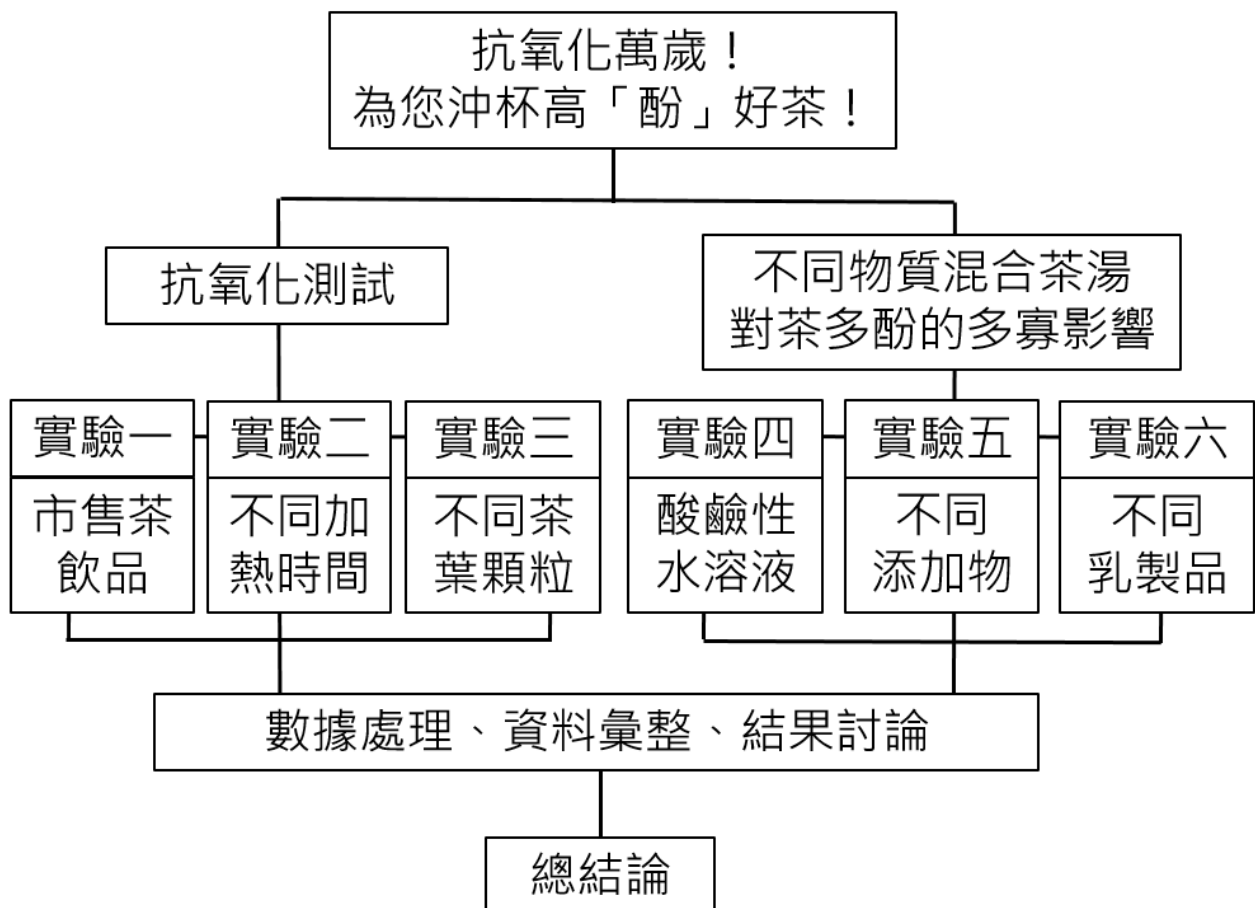 抗氧化萬歲！
為您沖杯高「酚」好茶！
抗氧化測試
不同物質混合茶湯
對茶多酚的多寡影響
實驗一
市售茶
飲品
實驗二
不同加
熱時間
實驗三
不同茶
葉顆粒
實驗四
酸鹼性
水溶液
實驗五
不同
添加物
實驗六
不同
乳製品
數據處理、資料彙整、結果討論
總結論